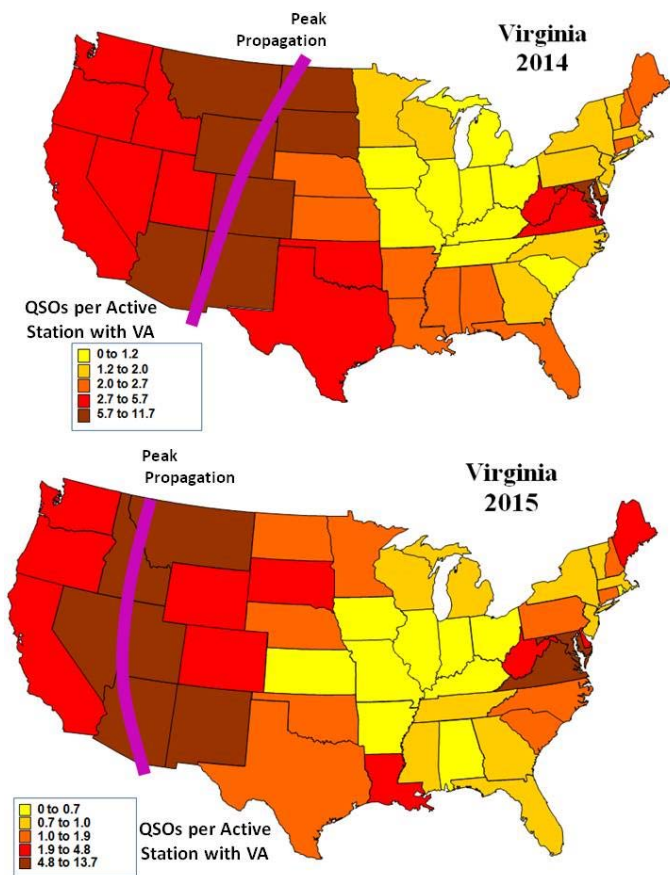 Peak
Propagation
Virginia
2014
QSOs per Active
Station with VA
0 to 1.2
1.2 to 2.0
2.0 to 2.7
2.7 to 5.7
5.7 to 11.7
Peak
Propagation
Virginia
2015
0 to 0.7
0.7 to 1.0
1.0 to 1.9
1.9 to 4.8
4.8 to 13.7
QSOs per Active
Station with VA